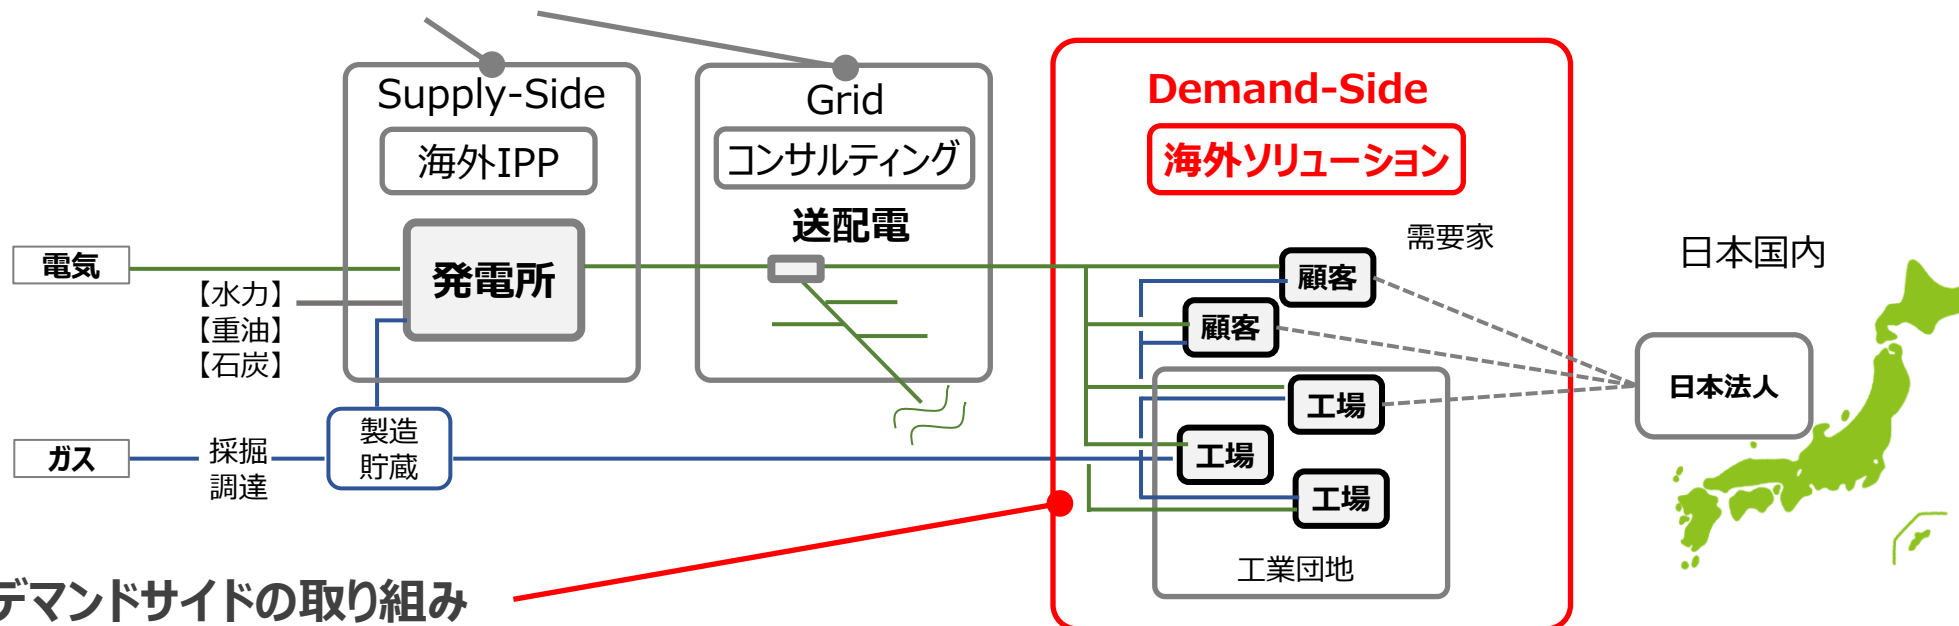 Supply-Side
海外IPP
発電所
Grid
コンサルティング
送配電
Demand-Side
海外ソリューション
需要家
顧客
顧客
工場
工場
工場
工業団地
日本国内
日本法人
電気
【水力】
【重油】
【石炭】
ガス
採掘
調達
製造
貯蔵
デマンドサイドの取り組み